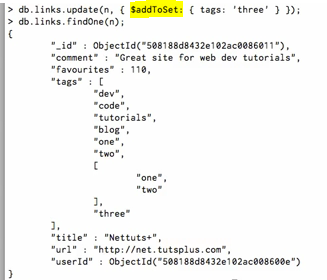 > db.links.update(n, { $addToSet: { tags: 'three' } });
> db.links.findOne(n);
{
"_id" : ObjectId("508188d8432e102ac0086011"),
"comment" : "Great site for web dev tutorials",
"favourites" : 110,
"tags" : [
"dev",
"code",
"tutorials",
"blog",
"one",
"two",
[
"one",
"two"
],
"three"
],
"title" : "Nettuts+",
"url" : "http://net.tutsplus.com",
"userId" : ObjectId("508188d8432e102ac008600e")
}